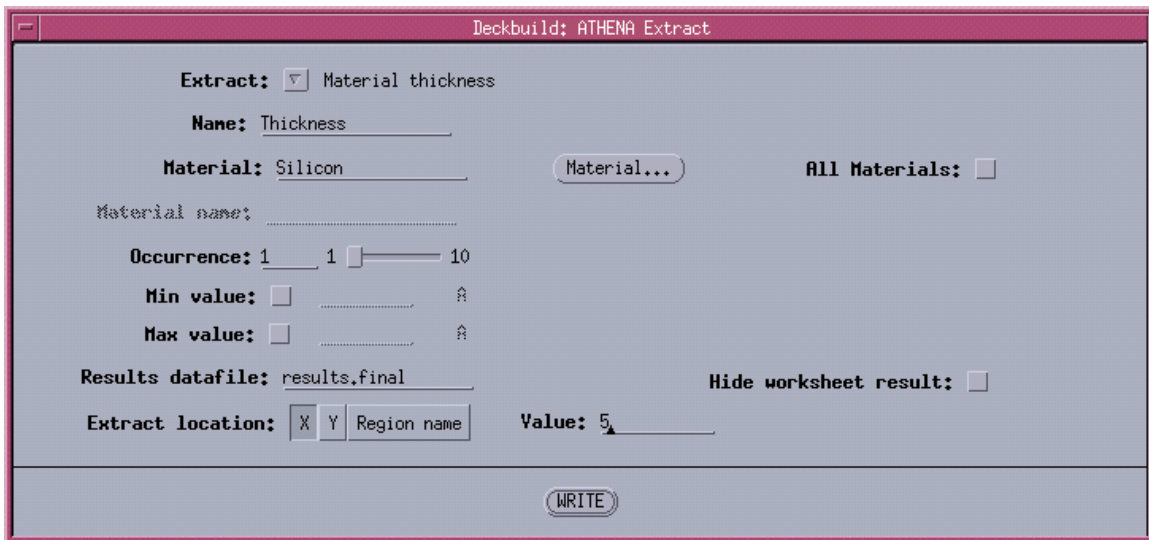 Deckbuild: ATHENA Extract
Extract: Material thickness
Name: Thickness
Material: Silicon Material... All Materials:
Material name:
Occurrence: 1 1 10
Min value: Å
Max value: Å
Results datafile: results.final Hide worksheet result:
Extract location: X Y Region name Value: 5
WRITE